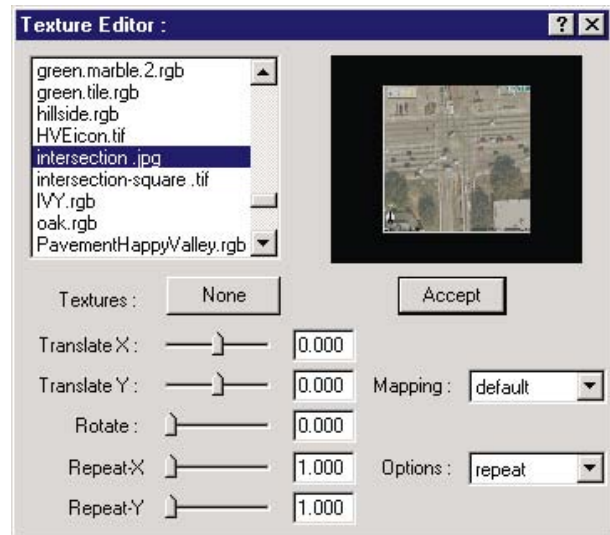 Texture Editor :
? X
green.marble.2.rgb
green.tile.rgb
hillside.rgb
HVEicon.tif
intersection .jpg
intersection-square .tif
IVY.rgb
oak.rgb
PavementHappyValley.rgb
Textures : None Accept
Translate X : 0.000
Translate Y : 0.000 Mapping : default
Rotate : 0.000
Repeat-X 1.000 Options : repeat
Repeat-Y 1.000